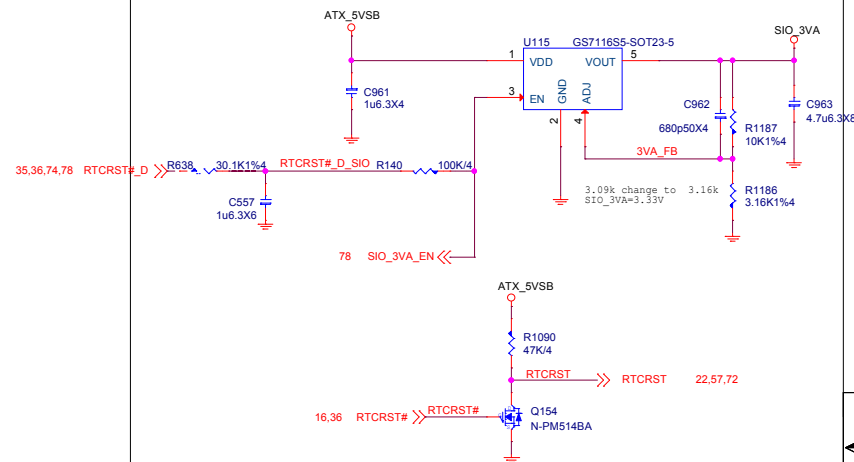 ATX_5VSB
SIO_3VA
U115 GS7116S5-SOT23-5
1 VDD VOUT 5
3 EN GND ADJ
2 4
C961
1u6.3X4
C962
680p50X4
C963
4.7u6.3X8
R1187
10K1%4
3VA_FB
35,36,74,78 RTCRST#_D R638 30.1K1%4 RTCRST#_D_SIO R140 100K/4
3.09k change to 3.16k
SIO_3VA=3.33V
R1186
3.16K1%4
C557
1u6.3X6
78 SIO_3VA_EN
ATX_5VSB
R1090
47K/4
RTCRST RTCRST 22,57,72
16,36 RTCRST# RTCRST#
Q154
N-PM514BA